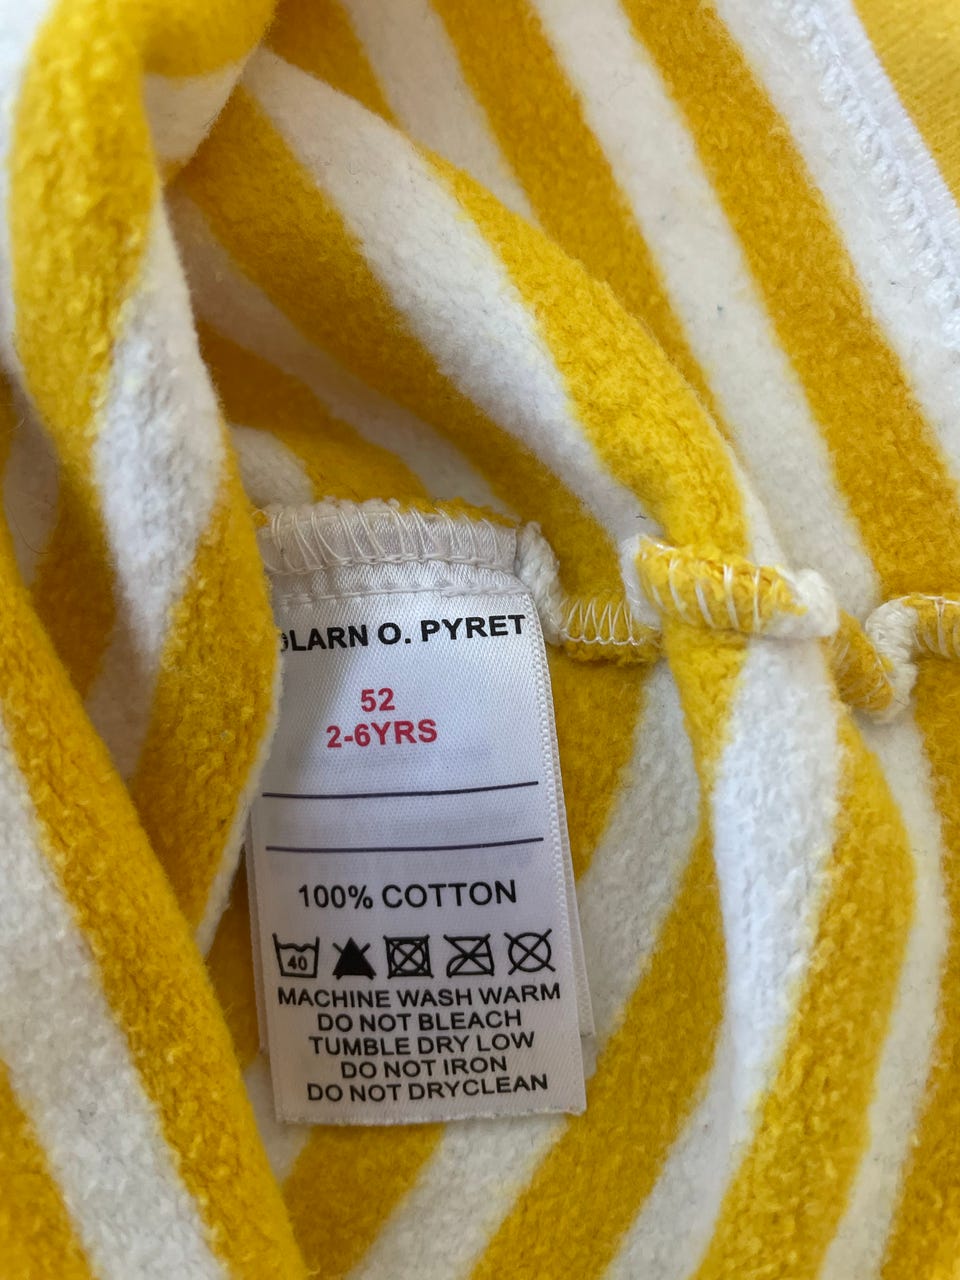 O. PYRET
52
2-6YRS
100% COTTON
40
MACHINE WASH WARM
DO NOT BLEACH
TUMBLE DRY LOW
DO NOT IRON
DO NOT DRYCLEAN